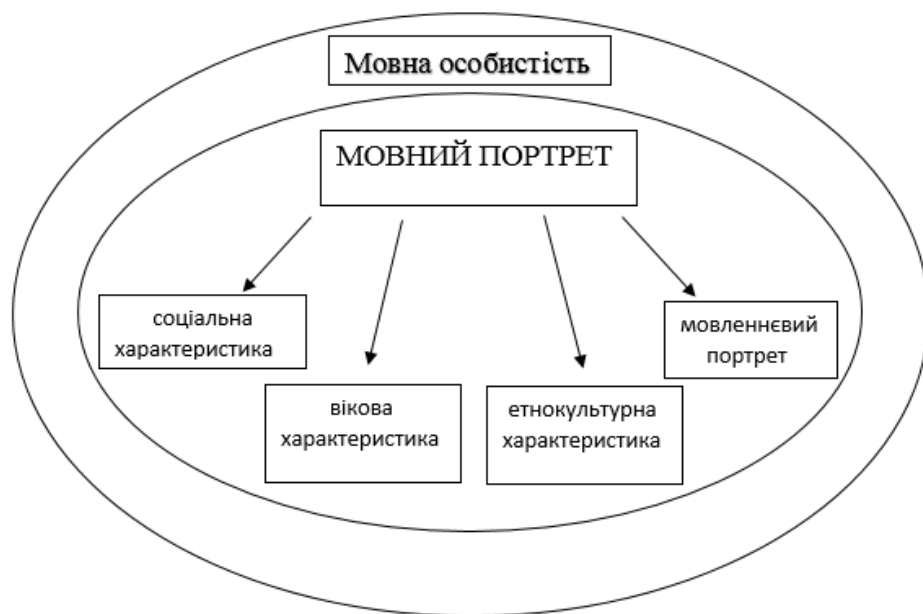 Мовна особистість
МОВНИЙ ПОРТРЕТ
соціальна
характеристика
вікова
характеристика
етнокультурна
характеристика
мовленнєвий
портрет